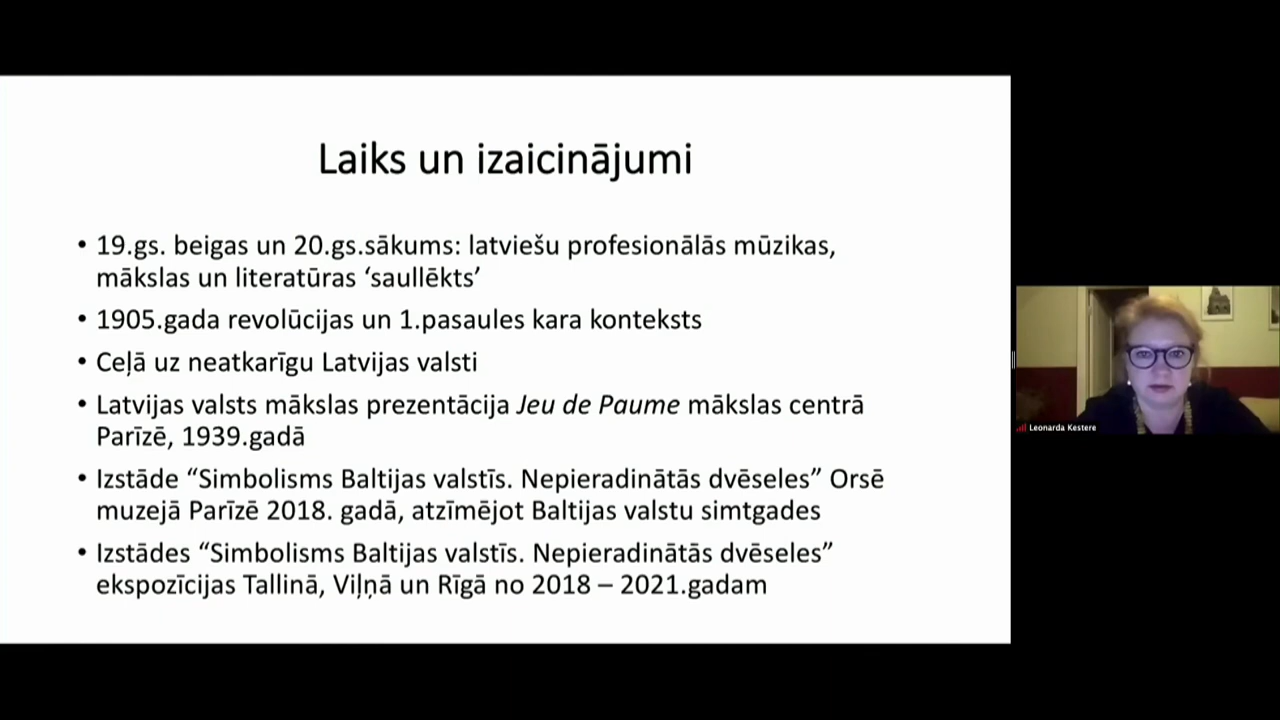 Laiks un izaicinājumi
• 19.gs. beigas un 20.gs.sākums: latviešu profesionālās mūzikas,
mākslas un literatūras ‘saullēkts’
• 1905.gada revolūcijas un 1.pasaules kara konteksts
• Ceļā uz neatkarīgu Latvijas valsti
• Latvijas valsts mākslas prezentācija Jeu de Paume mākslas centrā
Parīzē, 1939.gadā
• Izstāde “Simbolisms Baltijas valstīs. Nepieradinātās dvēseles” Orsē
muzejā Parīzē 2018. gadā, atzīmējot Baltijas valstu simtgades
• Izstādes “Simbolisms Baltijas valstīs. Nepieradinātās dvēseles”
ekspozīcijas Tallinā, Viļņā un Rīgā no 2018 – 2021.gadam
Leonarda Kestere